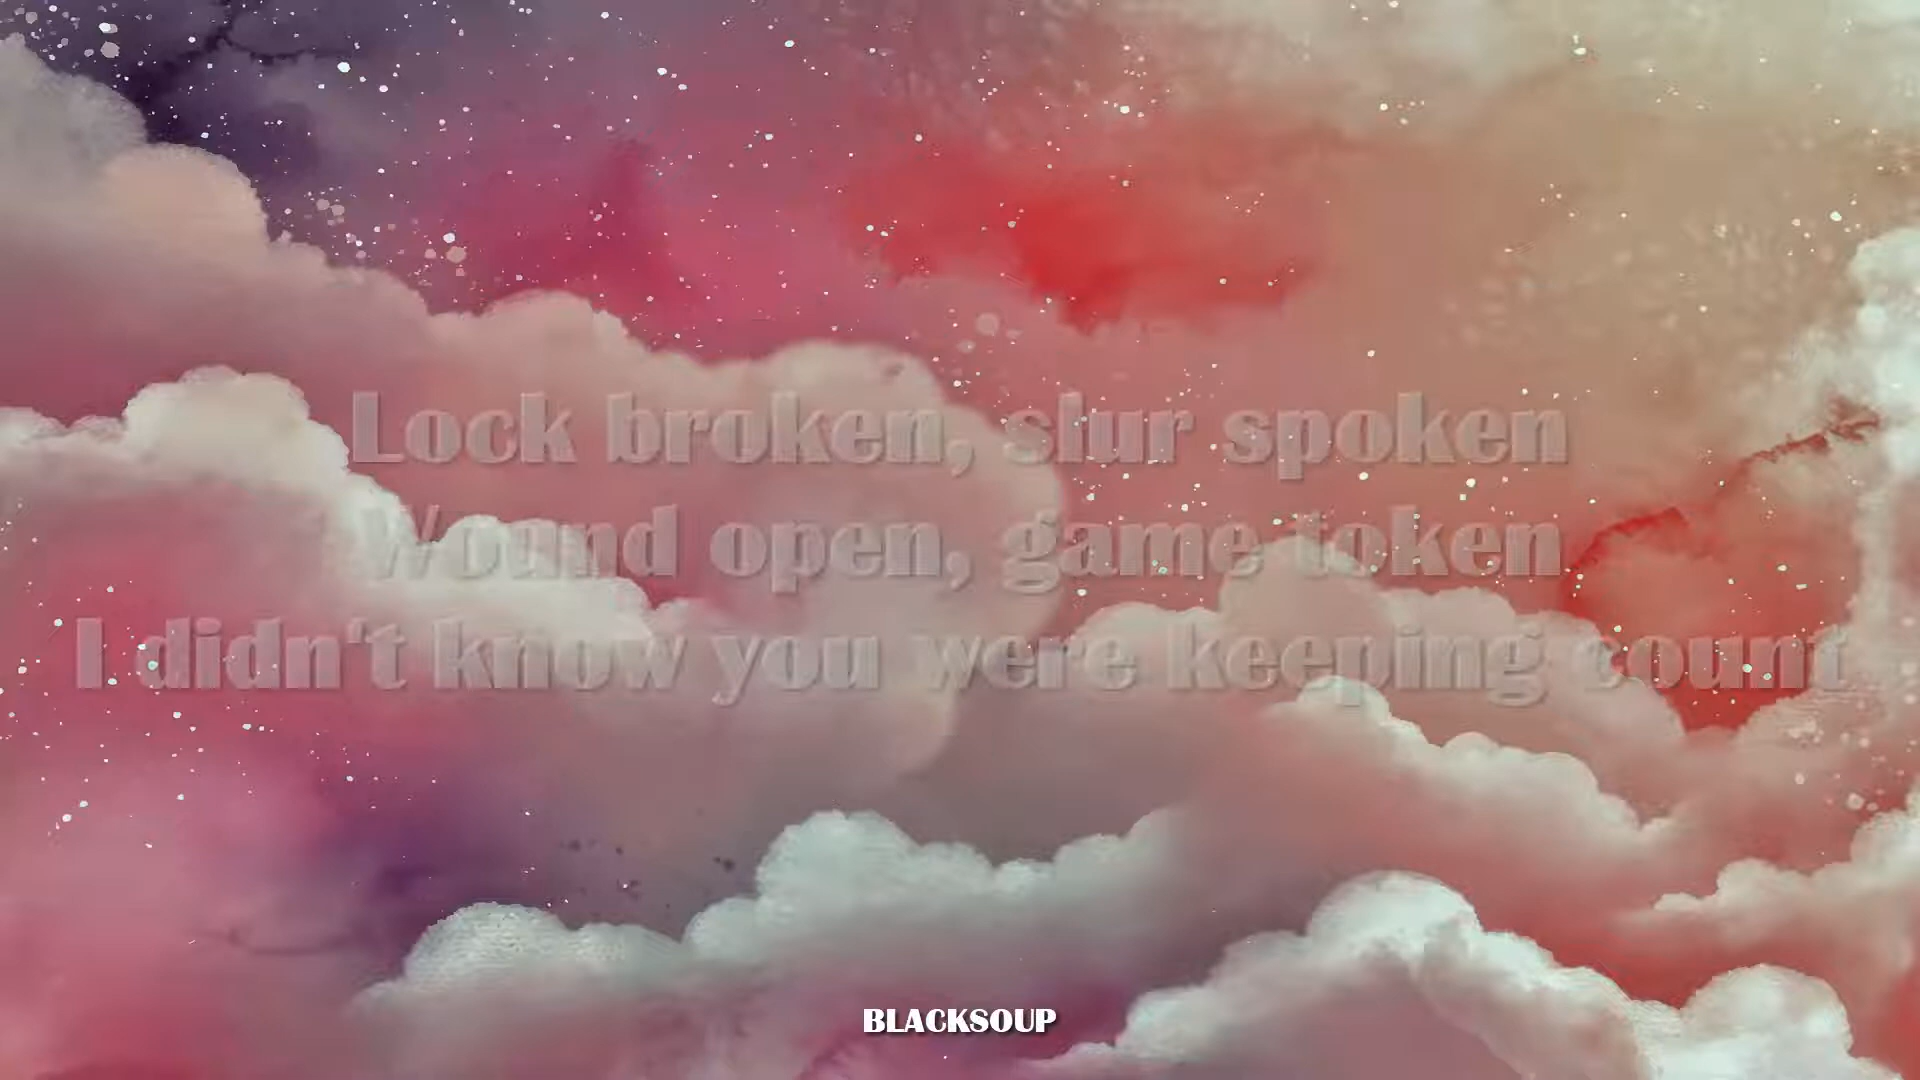 Lock broken, slur spoken
Wound open, game token
I didn't know you were keeping count
BLACKSOUP